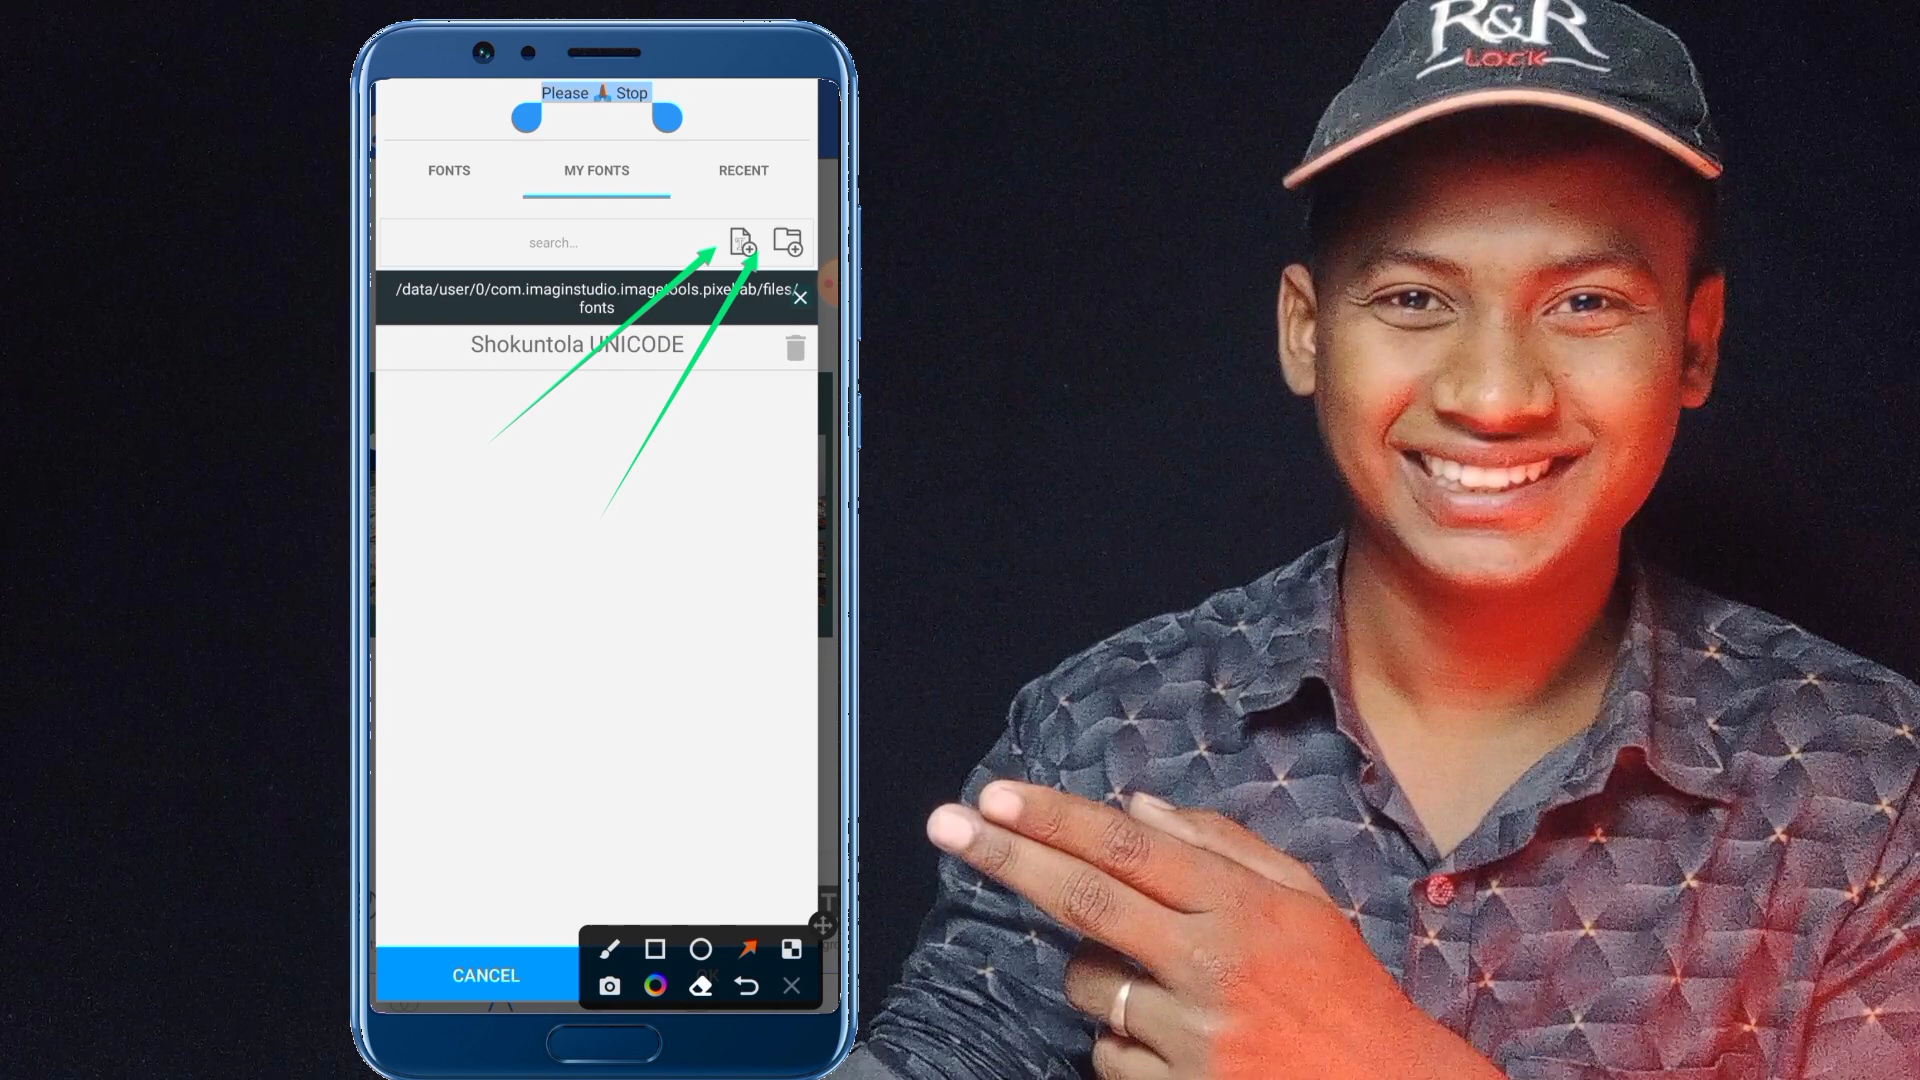 R&R
LOCK
Please 🙏 Stop
FONTS
MY FONTS
RECENT
search...
/data/user/0/com.imaginstudio.imagetools.pixellab/files/
fonts
Shokuntola UNICODE
CANCEL
OK